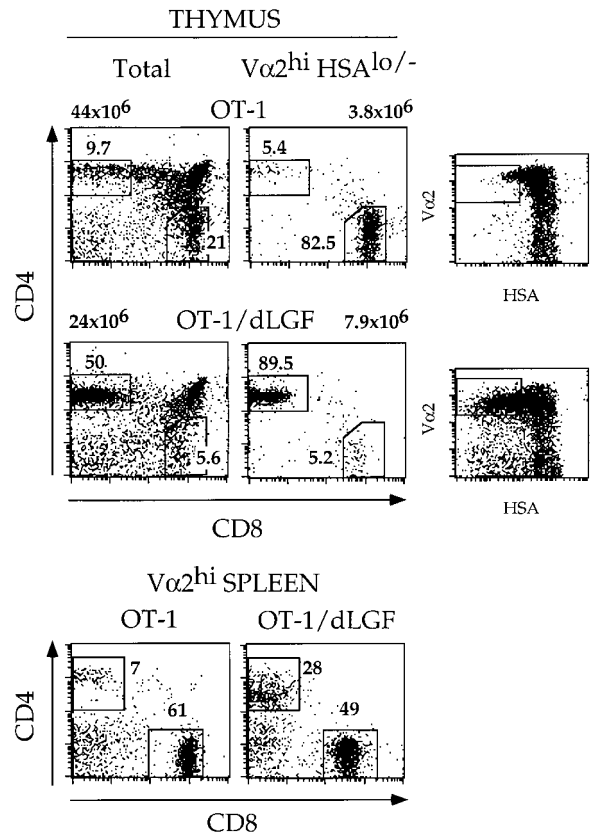 THYMUS
Total Vα2hi HSAlo/-
44x10⁶ OT-1 3.8x10⁶
9.7 5.4
21 82.5
Vα2
HSA
CD4
24x10⁶ OT-1/dLGF 7.9x10⁶
50 89.5
5.6 5.2
Vα2
HSA
CD8
Vα2hi SPLEEN
OT-1 OT-1/dLGF
7 28
61 49
CD4
CD8